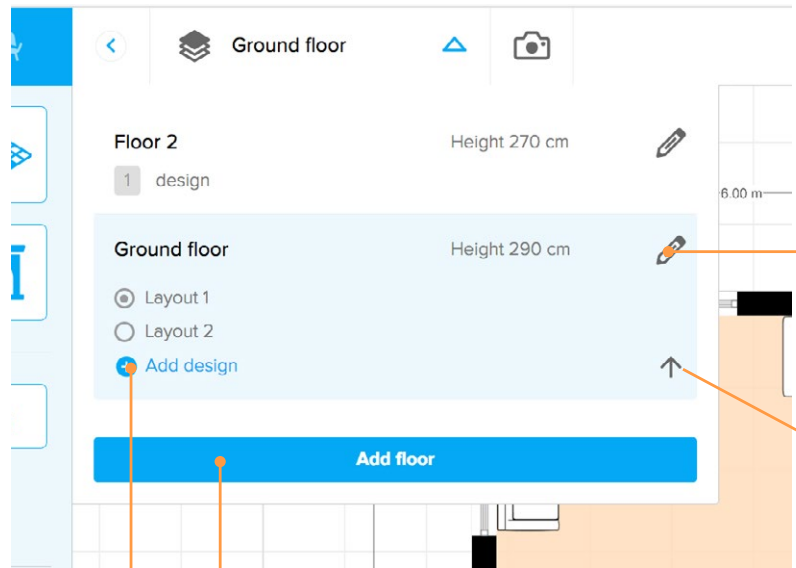 Ground floor
Floor 2 Height 270 cm
1 design
6.00 m
Ground floor Height 290 cm
Layout 1
Layout 2
Add design
Add floor